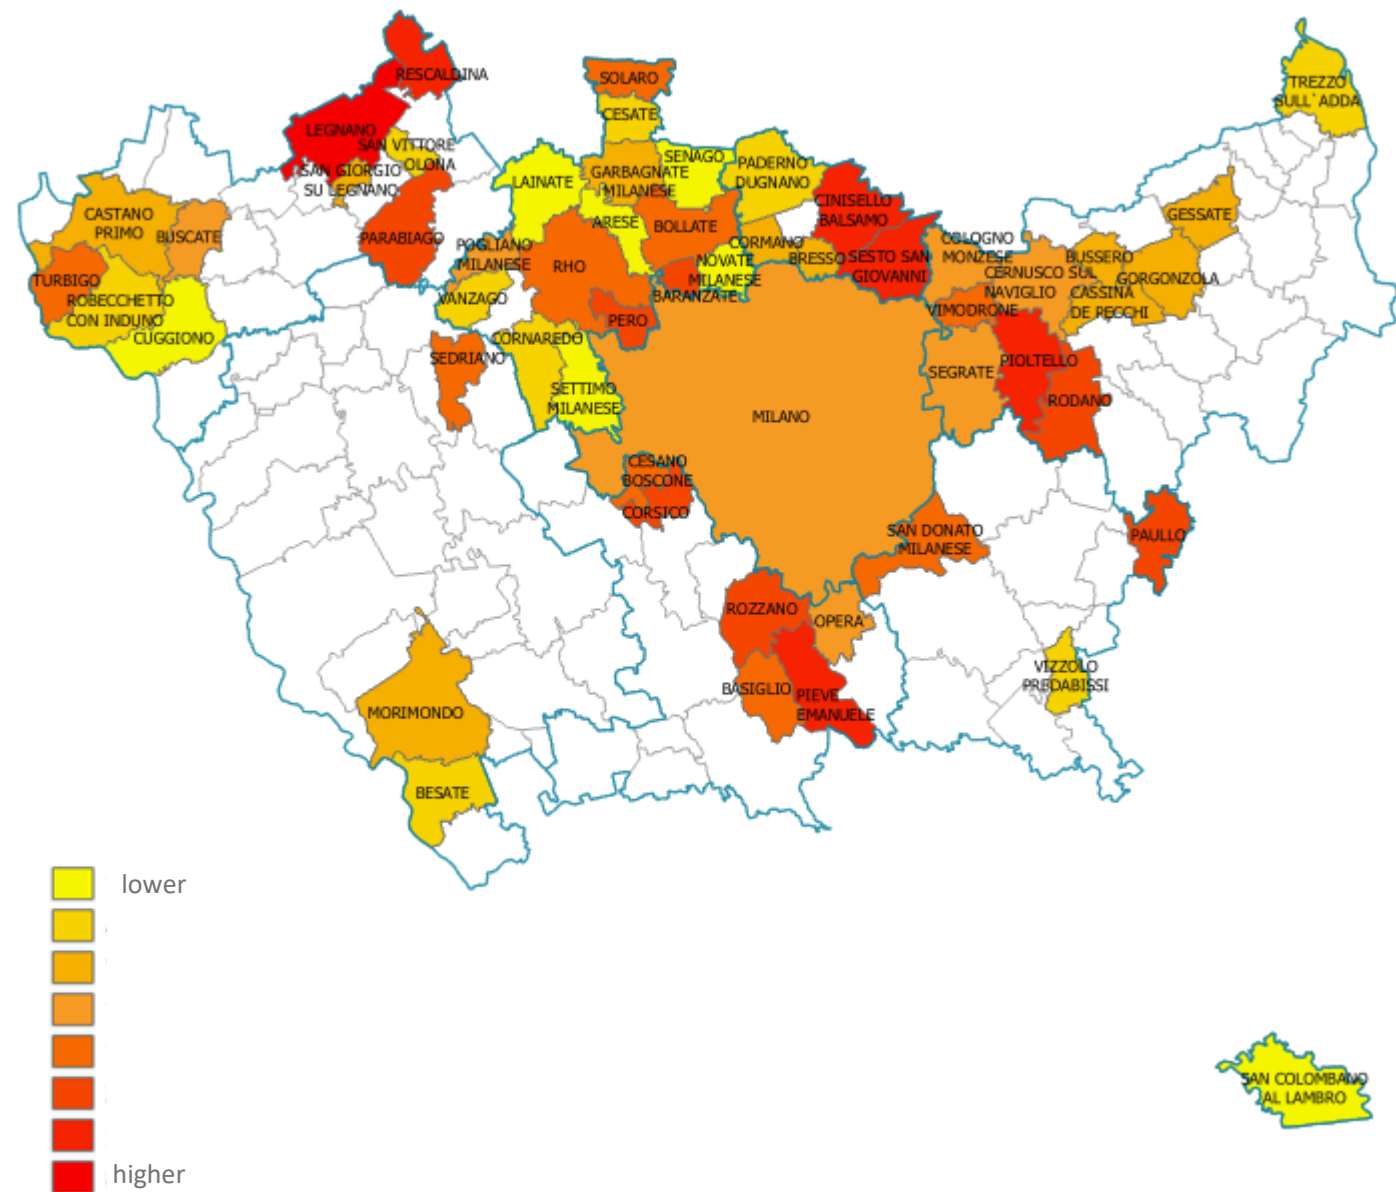 RESCALDINA
SOLARO
TREZZO
SULL`ADDA
CESATE
LEGNANO
SAN VITTORE
OLONA
SENAGO
PADERNO
DUGNANO
SAN GIORGIO
SU LEGNANO
LAINATE
GARBAGNATE
MILANESE
CINISELLO
BALSAMO
CASTANO
PRIMO
BUSCATE
PARABIAGO
POGLIANO
MILANESE
ARESE
BOLLATE
CORMANO
BRESSO
GESSATE
COLOGNO
MONZESE
SESTO SAN
GIOVANNI
RHO
NOVATE
MILANESE
BUSSERO
CERNUSCO SUL
NAVIGLIO
GORGONZOLA
TURBIGO
ROBECCHETTO
CON INDUNO
VANZAGO
BARANZATE
CASSINA
DE PECCHI
VIMODRONE
PERO
CUGGIONO
CORNAREDO
SEDRIANO
PIOLTELLO
SEGRATE
SETTIMO
MILANESE
RODANO
MILANO
CESANO
BOSCONE
CORSICO
SAN DONATO
MILANESE
PAULLO
ROZZANO
OPERA
VIZZOLO
PREDABISSI
BASIGLIO
PIEVE
EMANUELE
MORIMONDO
BESATE
lower
higher
SAN COLOMBANO
AL LAMBRO